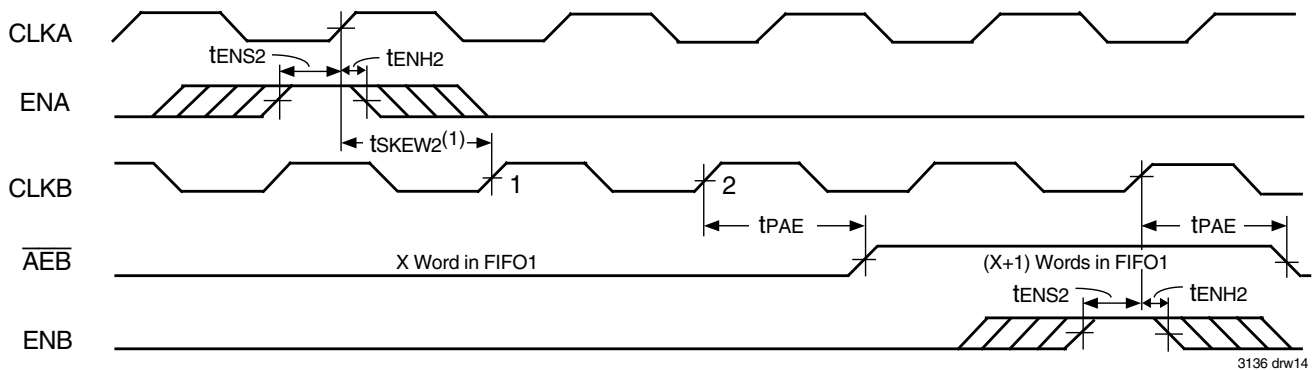 CLKA
tENS2 tENH2
ENA
tSKEW2(1)
CLKB 1 2
tPAE tPAE
AEB X Word in FIFO1 (X+1) Words in FIFO1
tENS2 tENH2
ENB
3136 drw14